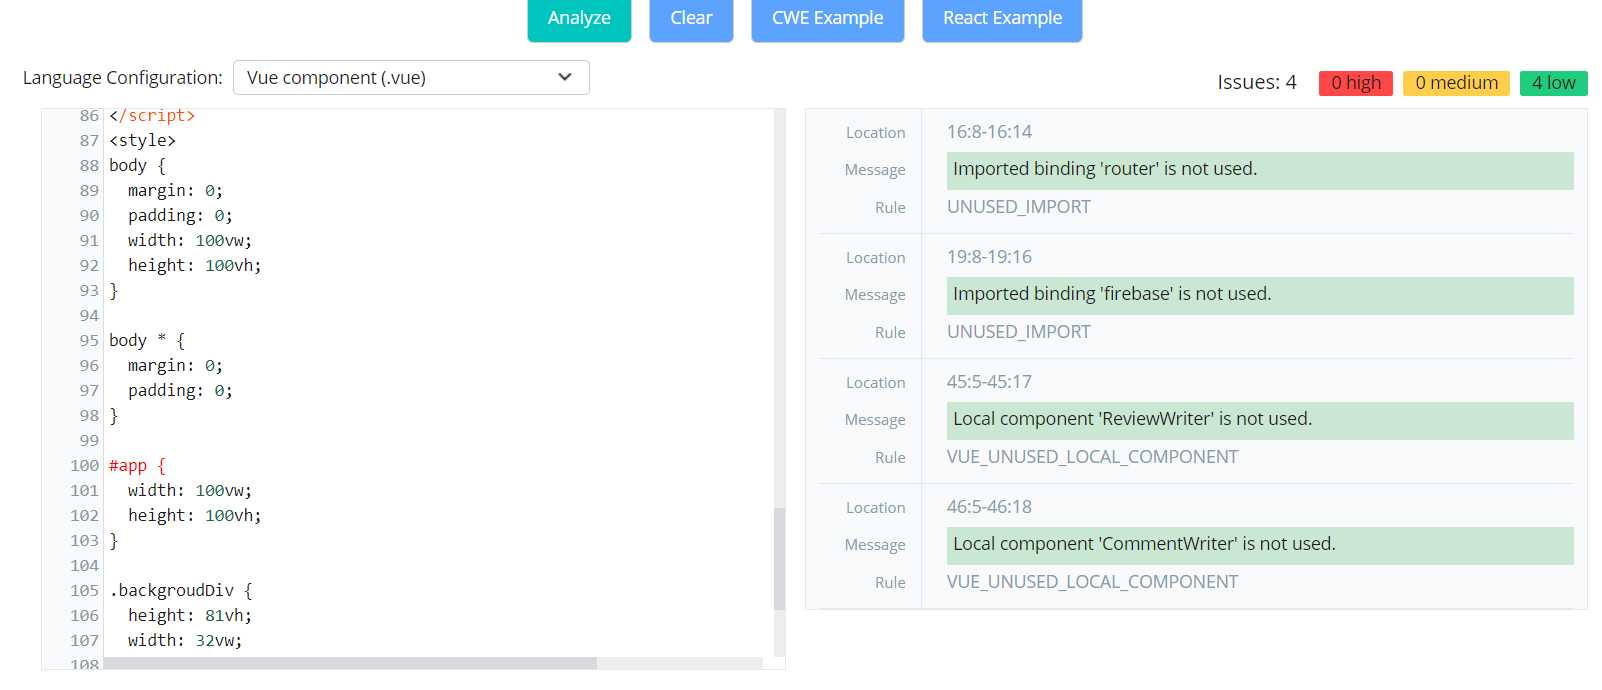 Analyze
Clear
CWE Example
React Example
Language Configuration:
Vue component (.vue)
Issues: 4
0 high
0 medium
4 low
86 </script>
87 <style>
88 body {
89 margin: 0;
90 padding: 0;
91 width: 100vw;
92 height: 100vh;
93 }
94
95 body * {
96 margin: 0;
97 padding: 0;
98 }
99
100 #app {
101 width: 100vw;
102 height: 100vh;
103 }
104
105 .backgroudDiv {
106 height: 81vh;
107 width: 32vw;
108
Location 16:8-16:14
Message Imported binding 'router' is not used.
Rule UNUSED_IMPORT
Location 19:8-19:16
Message Imported binding 'firebase' is not used.
Rule UNUSED_IMPORT
Location 45:5-45:17
Message Local component 'ReviewWriter' is not used.
Rule VUE_UNUSED_LOCAL_COMPONENT
Location 46:5-46:18
Message Local component 'CommentWriter' is not used.
Rule VUE_UNUSED_LOCAL_COMPONENT